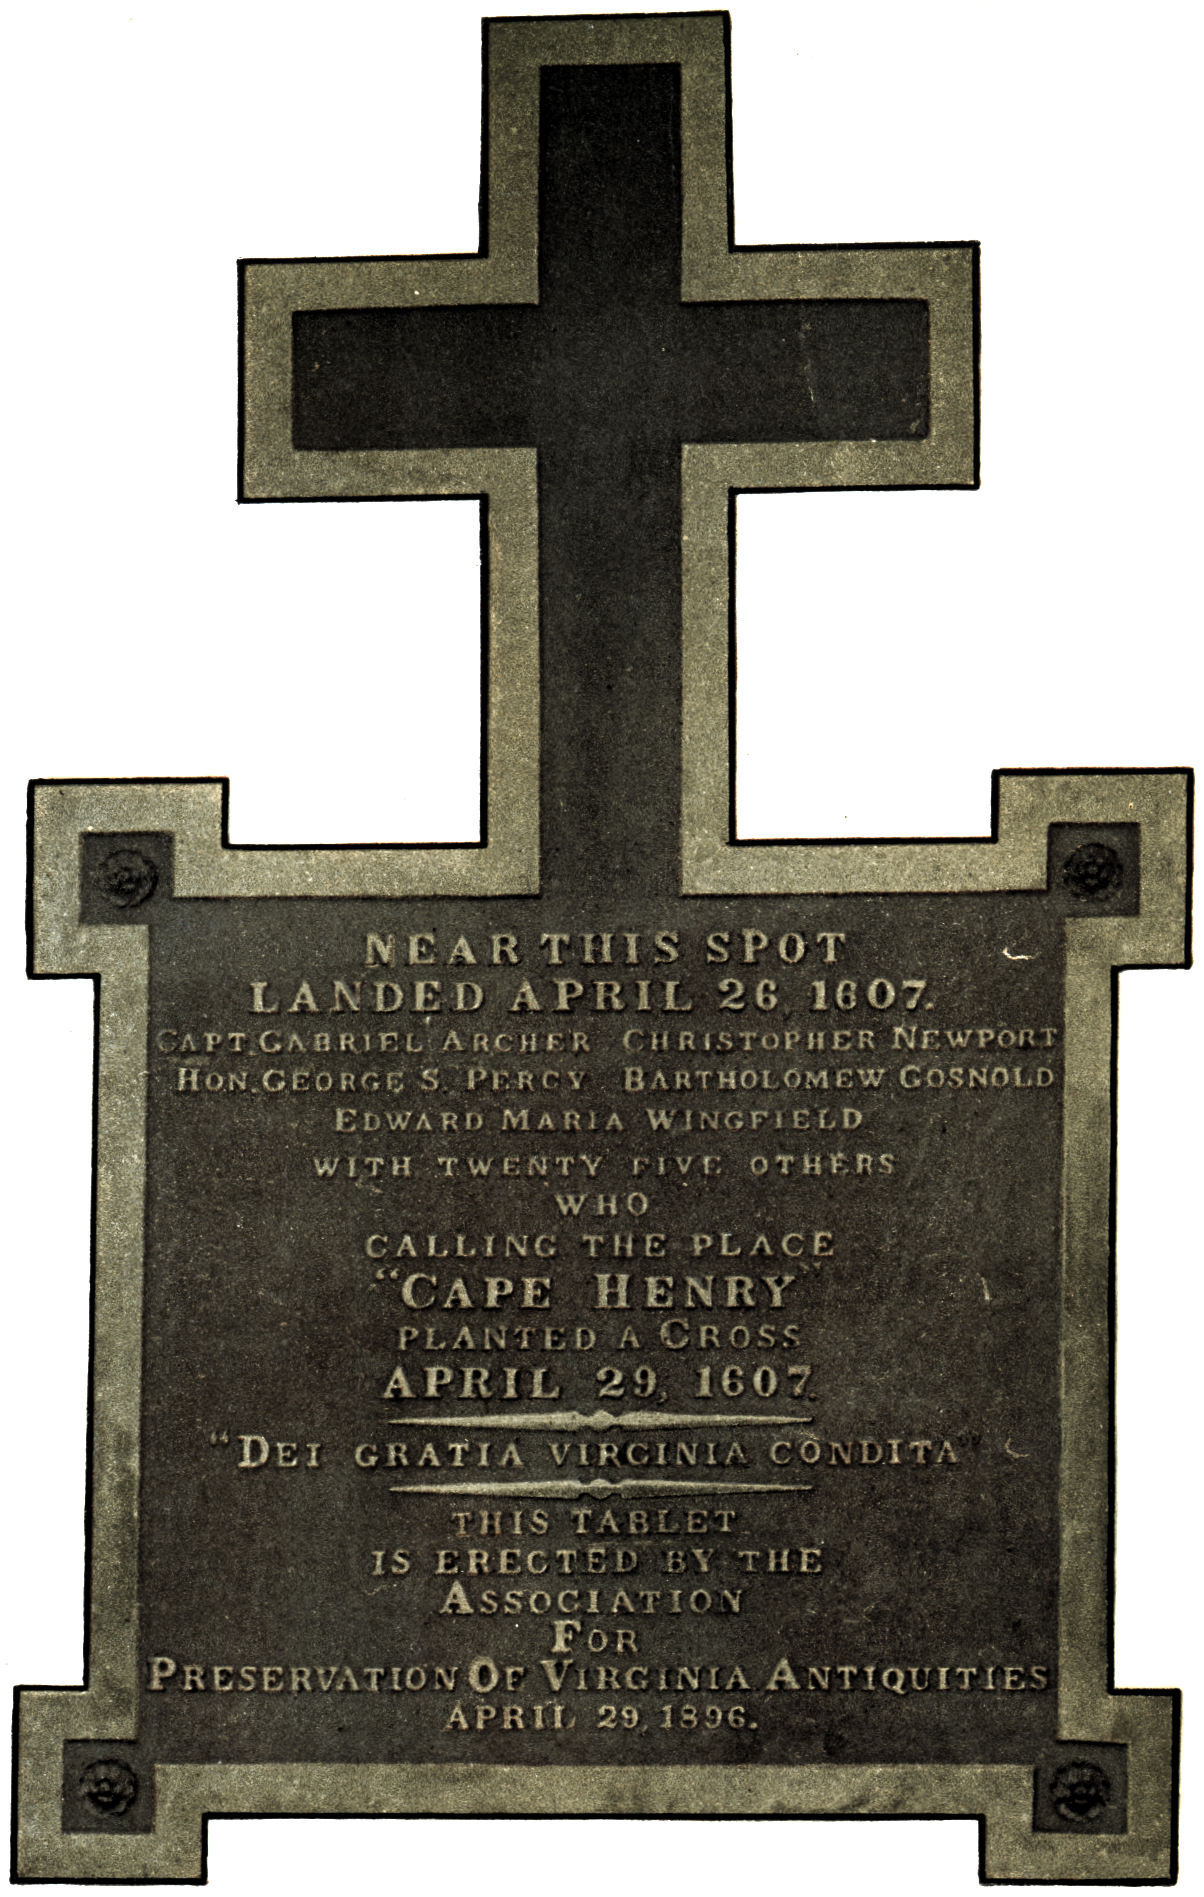 NEAR THIS SPOT
LANDED APRIL 26, 1607.
CAPT. GABRIEL ARCHER CHRISTOPHER NEWPORT
HON. GEORGE S. PERCY BARTHOLOMEW GOSNOLD
EDWARD MARIA WINGFIELD
WITH TWENTY FIVE OTHERS
WHO
CALLING THE PLACE
"CAPE HENRY"
PLANTED A CROSS
APRIL 29, 1607.
"DEI GRATIA VIRGINIA CONDITA"
THIS TABLET
IS ERECTED BY THE
ASSOCIATION
FOR
PRESERVATION OF VIRGINIA ANTIQUITIES
APRIL 29, 1896.